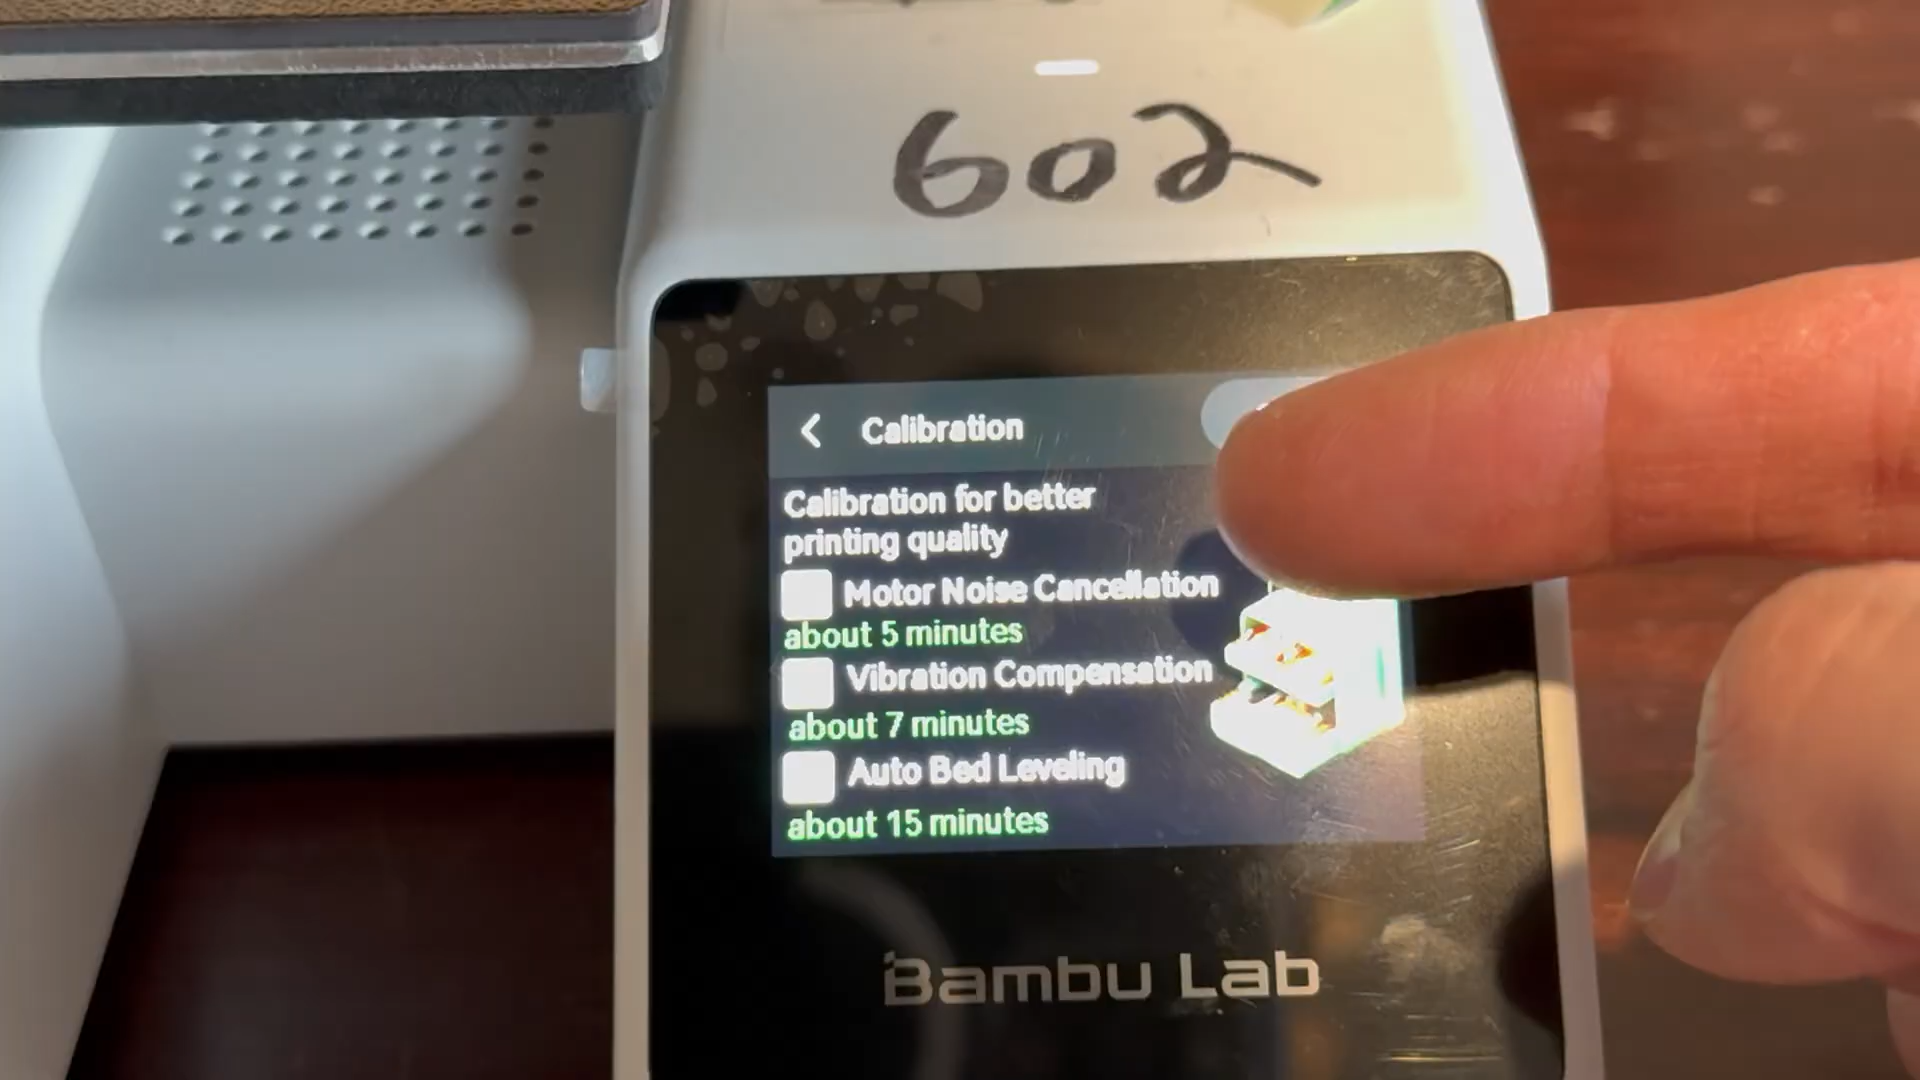 602
Calibration
Calibration for better
printing quality
Motor Noise Cancellation
about 5 minutes
Vibration Compensation
about 7 minutes
Auto Bed Leveling
about 15 minutes
Bambu Lab